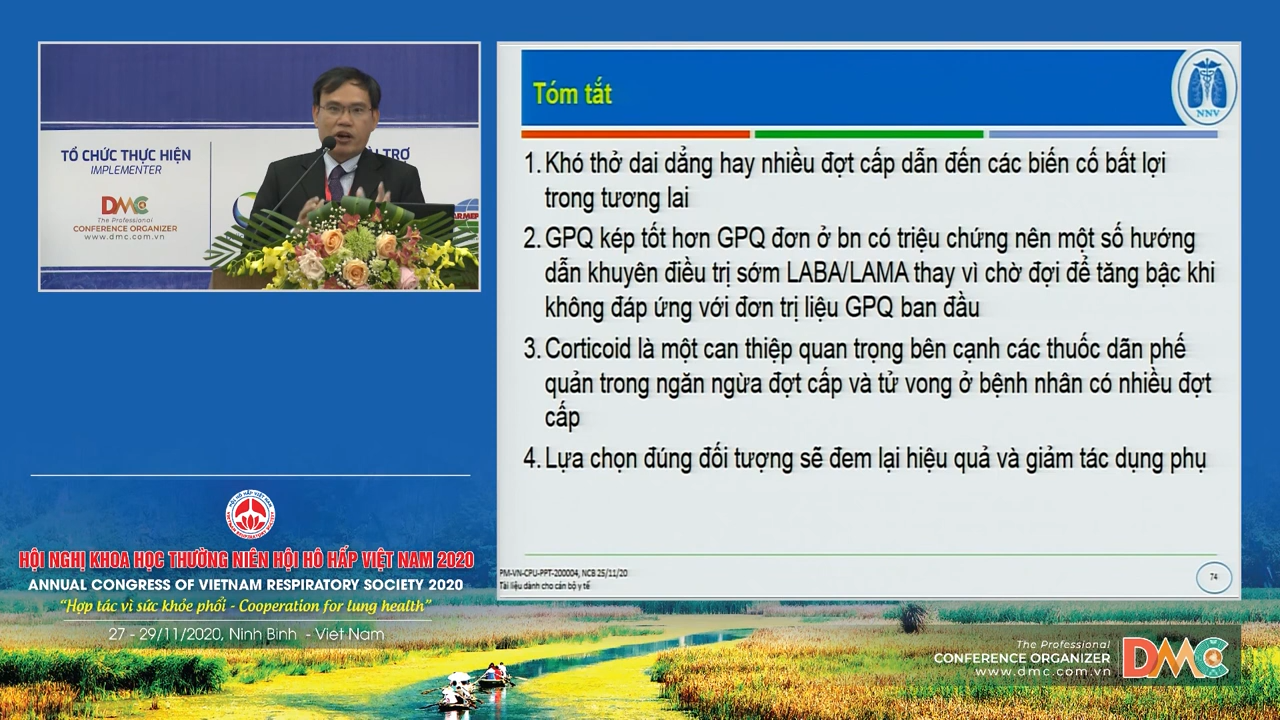 TỔ CHỨC THỰC HIỆN
IMPLEMENTER
DMC
The Professional
CONFERENCE ORGANIZER
www.dmc.com.vn
TRỢ
Tóm tắt
NNV
1. Khó thở dai dẳng hay nhiều đợt cấp dẫn đến các biến cố bất lợi
trong tương lai
2. GPQ kép tốt hơn GPQ đơn ở bn có triệu chứng nên một số hướng
dẫn khuyên điều trị sớm LABA/LAMA thay vì chờ đợi để tăng bậc khi
không đáp ứng với đơn trị liệu GPQ ban đầu
3. Corticoid là một can thiệp quan trọng bên cạnh các thuốc dãn phế
quản trong ngăn ngừa đợt cấp và tử vong ở bệnh nhân có nhiều đợt
cấp
4. Lựa chọn đúng đối tượng sẽ đem lại hiệu quả và giảm tác dụng phụ
PM-VN-CPU-PPT-200004, NCB 25/11/20
Tài liệu dành cho cán bộ y tế
74
HỘI HÔ HẤP VIỆT NAM
VIETNAM RESPIRATORY SOCIETY
HỘI NGHỊ KHOA HỌC THƯỜNG NIÊN HỘI HÔ HẤP VIỆT NAM 2020
ANNUAL CONGRESS OF VIETNAM RESPIRATORY SOCIETY 2020
"Hợp tác vì sức khỏe phổi - Cooperation for lung health"
27 - 29/11/2020, Ninh Bình - Việt Nam
The Professional
CONFERENCE ORGANIZER
www.dmc.com.vn
DMC